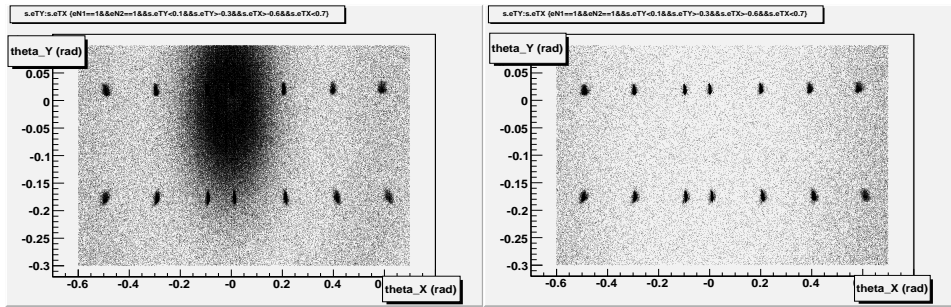 s.eTY:s.eTX {eN1==1&&eN2==1&&s.eTY<0.1&&s.eTY>-0.3&&s.eTX>-0.6&&s.eTX<0.7}
theta_Y (rad)
0.05
0
-0.05
-0.1
-0.15
-0.2
-0.25
-0.3
-0.6 -0.4 -0.2 -0 0.2 0.4 0.
theta_X (rad)
s.eTY:s.eTX {eN1==1&&eN2==1&&s.eTY<0.1&&s.eTY>-0.3&&s.eTX>-0.6&&s.eTX<0.7}
theta_Y (rad)
0.05
0
-0.05
-0.1
-0.15
-0.2
-0.25
-0.3
-0.6 -0.4 -0.2 -0 0.2 0.4 0.6
theta_X (rad)